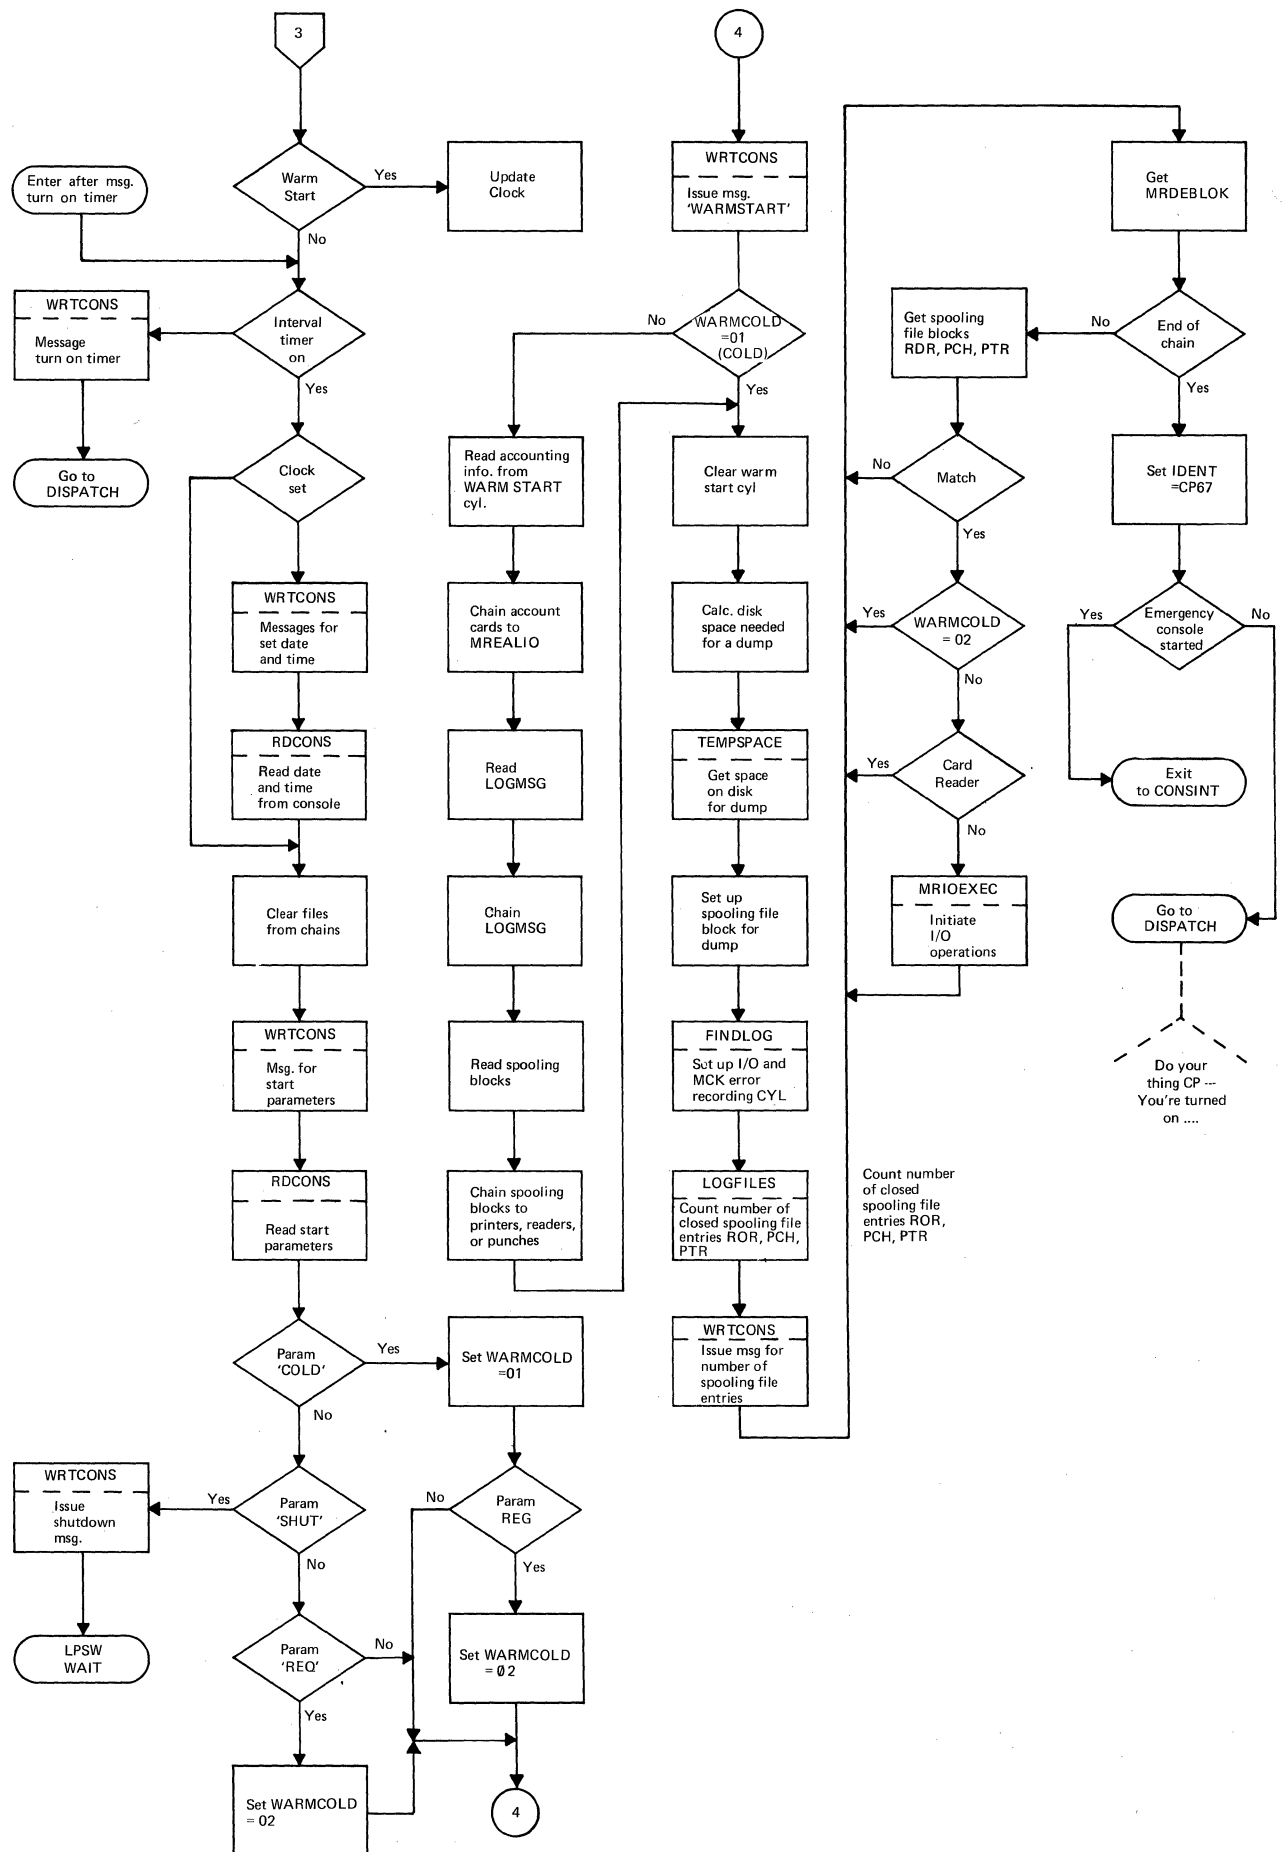 3
Warm
Start
Yes
No
Update
Clock
Enter after msg.
turn on timer
WRTCONS
Message
turn on timer
Go to
DISPATCH
Interval
timer
on
Yes
Clock
set
WRTCONS
Messages for
set date
and time
RDCONS
Read date
and time
from console
Clear files
from chains
WRTCONS
Msg. for
start
parameters
RDCONS
Read start
parameters
Param
'COLD'
Yes
No
WRTCONS
Issue
shutdown
msg.
Yes
Param
'SHUT'
No
LPSW
WAIT
Param
'REQ'
No
Yes
Set WARMCOLD
= 02
No
Read accounting
info. from
WARM START
cyl.
Chain account
cards to
MREALIO
Read
LOGMSG
Chain
LOGMSG
Read spooling
blocks
Chain spooling
blocks to
printers, readers,
or punches
Set WARMCOLD
=01
No
Param
REG
Yes
Set WARMCOLD
= Ø2
4
4
WRTCONS
Issue msg.
'WARMSTART'
WARMCOLD
=01
(COLD)
Yes
Clear warm
start cyl
Calc. disk
space needed
for a dump
TEMPSPACE
Get space
on disk
for dump
Set up
spooling file
block for
dump
FINDLOG
Set up I/O and
MCK error
recording CYL
LOGFILES
Count number of
closed spooling file
entries ROR, PCH,
PTR
WRTCONS
Issue msg for
number of
spooling file
entries
Get
MRDEBLOK
Get spooling
file blocks
RDR, PCH, PTR
No
End of
chain
Yes
No
Match
Yes
Yes
WARMCOLD
= 02
No
Yes
Card
Reader
No
MRIOEXEC
Initiate
I/O
operations
Count number
of closed
spooling file
entries ROR,
PCH, PTR
Set IDENT
=CP67
Yes
Emergency
console
started
No
Exit
to CONSINT
Go to
DISPATCH
Do your
thing CP ---
You're turned
on ....